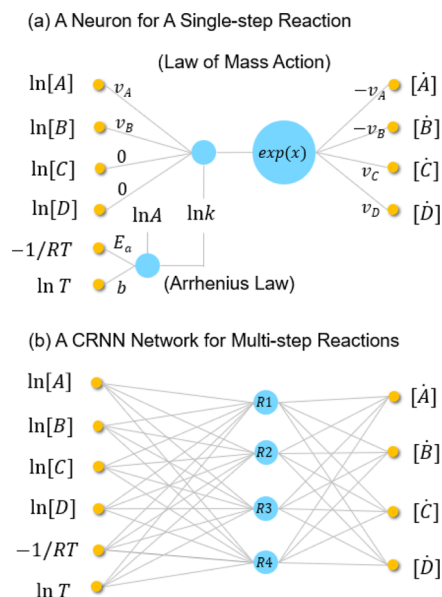 (a) A Neuron for A Single-step Reaction
(Law of Mass Action)
ln[A] v_A −v_A [Ȧ]
ln[B] v_B exp(x) −v_B [Ḃ]
ln[C] 0 v_C [Ċ]
ln[D] 0 v_D [Ḋ]
lnA lnk
−1/RT E_a
ln T b (Arrhenius Law)
(b) A CRNN Network for Multi-step Reactions
ln[A] R1 [Ȧ]
ln[B] R2 [Ḃ]
ln[C]
ln[D] R3 [Ċ]
−1/RT R4 [Ḋ]
ln T